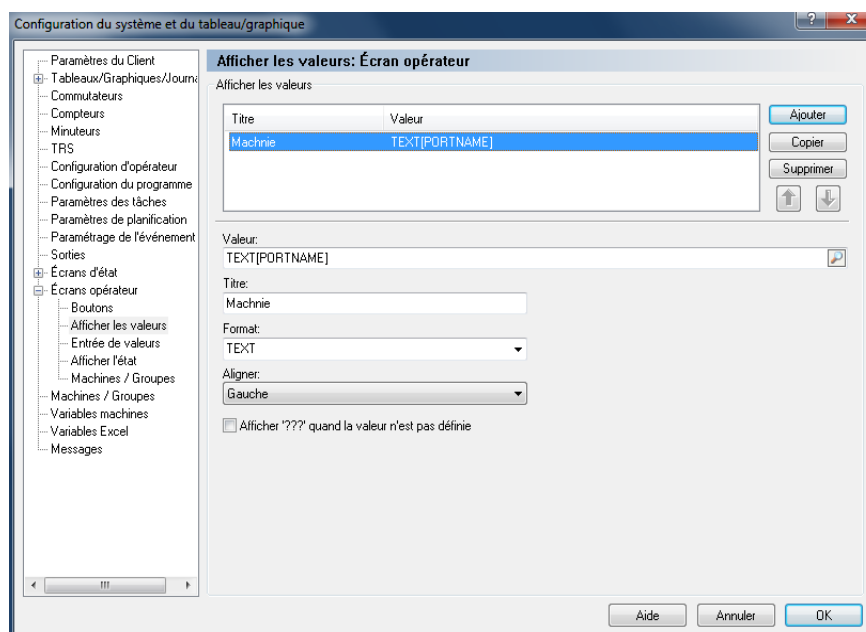 Configuration du système et du tableau/graphique
Paramètres du Client
Tableaux/Graphiques/Journa
Commutateurs
Compteurs
Minuteurs
TRS
Configuration d'opérateur
Configuration du programme
Paramètres des tâches
Paramètres de planification
Paramétrage de l'événement
Sorties
Écrans d'état
Écrans opérateur
Boutons
Afficher les valeurs
Entrée de valeurs
Afficher l'état
Machines / Groupes
Machines / Groupes
Variables machines
Variables Excel
Messages
Afficher les valeurs: Écran opérateur
Afficher les valeurs
Titre Valeur
Machnie TEXT[PORTNAME]
Ajouter
Copier
Supprimer
Valeur:
TEXT[PORTNAME]
Titre:
Machnie
Format:
TEXT
Aligner:
Gauche
Afficher '???' quand la valeur n'est pas définie
Aide Annuler OK